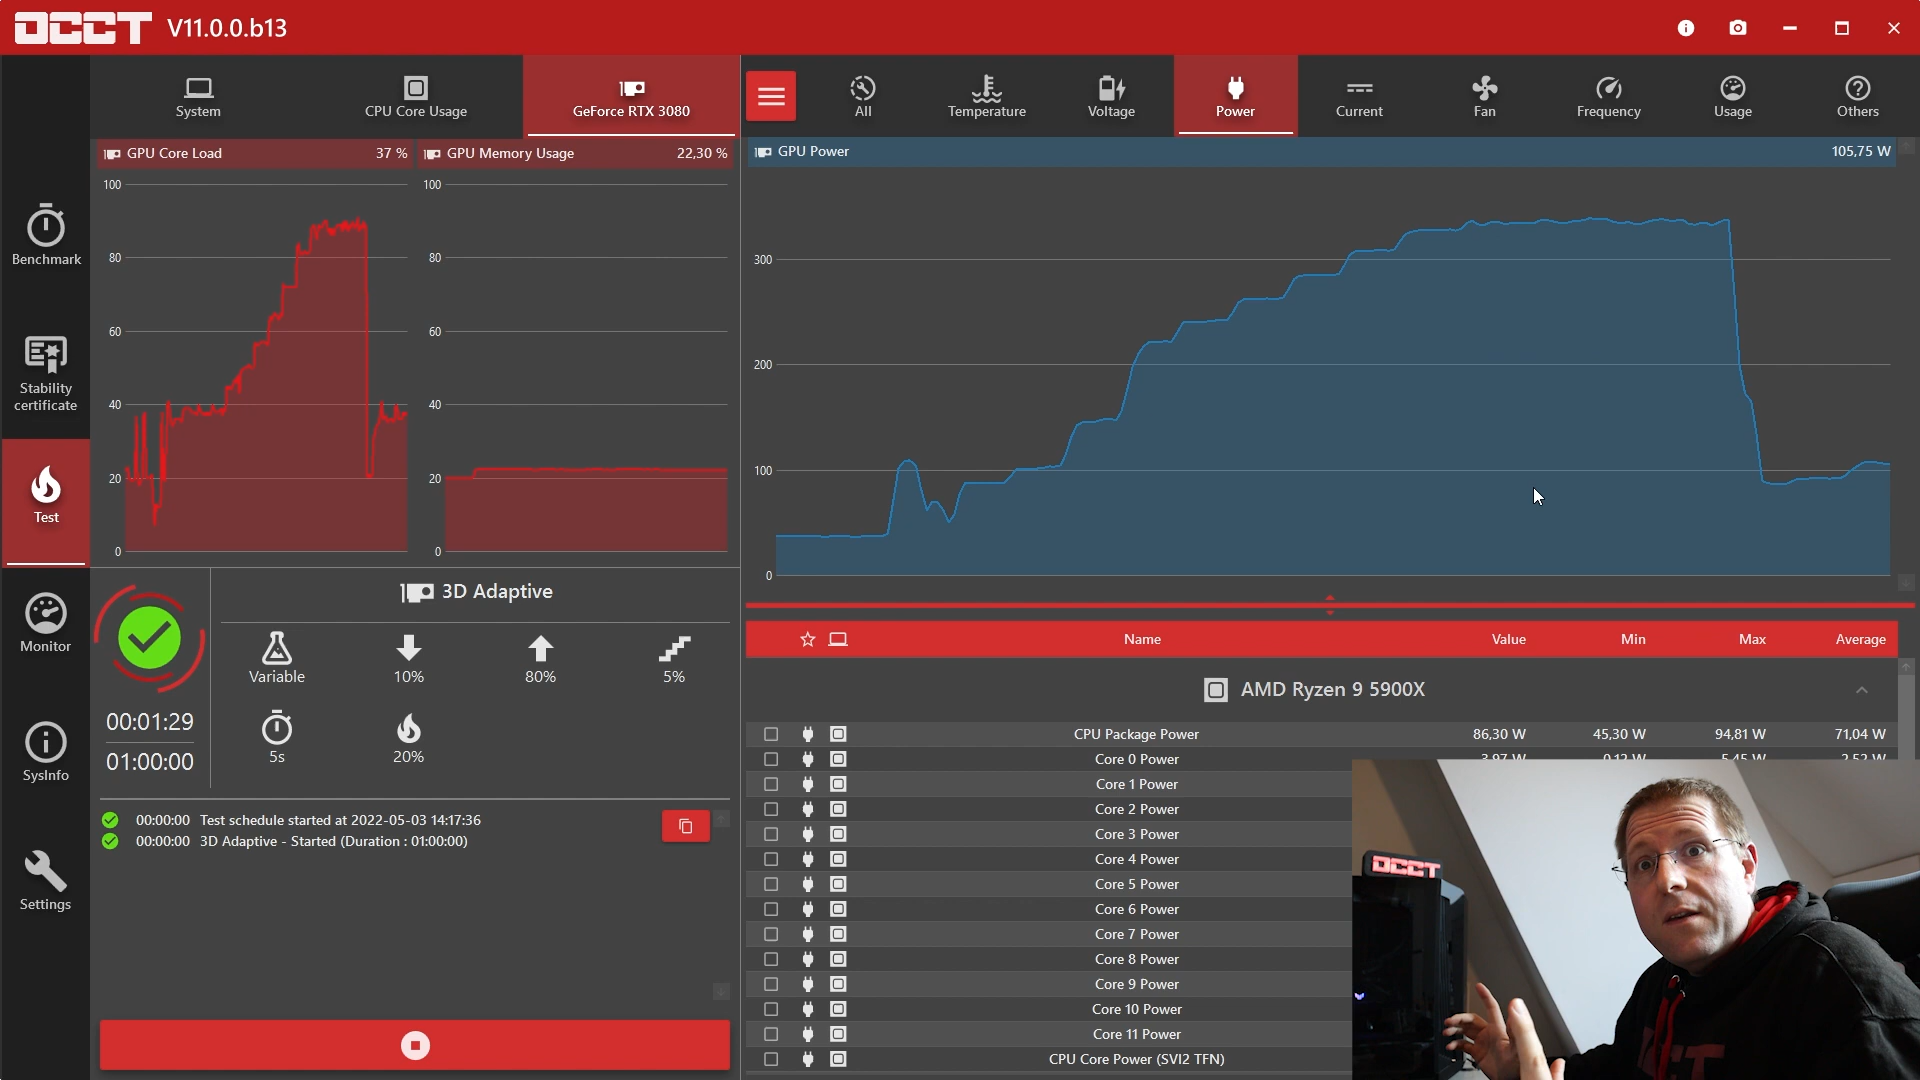 OCCT V11.0.0.b13
System
CPU Core Usage
GeForce RTX 3080
All
Temperature
Voltage
Power
Current
Fan
Frequency
Usage
Others
Benchmark
Stability
certificate
Test
Monitor
SysInfo
Settings
GPU Core Load 37 %
100
80
60
40
20
0
GPU Memory Usage 22,30 %
100
80
60
40
20
0
GPU Power 105,75 W
300
200
100
0
3D Adaptive
Variable
10%
80%
5%
5s
20%
00:01:29
01:00:00
00:00:00 Test schedule started at 2022-05-03 14:17:36
00:00:00 3D Adaptive - Started (Duration : 01:00:00)
Name Value Min Max Average
AMD Ryzen 9 5900X
CPU Package Power 86,30 W 45,30 W 94,81 W 71,04 W
Core 0 Power 3,97 W 0,12 W 5,45 W 2,52 W
Core 1 Power
Core 2 Power
Core 3 Power
Core 4 Power
Core 5 Power
Core 6 Power
Core 7 Power
Core 8 Power
Core 9 Power
Core 10 Power
Core 11 Power
CPU Core Power (SVI2 TFN)
OCCT